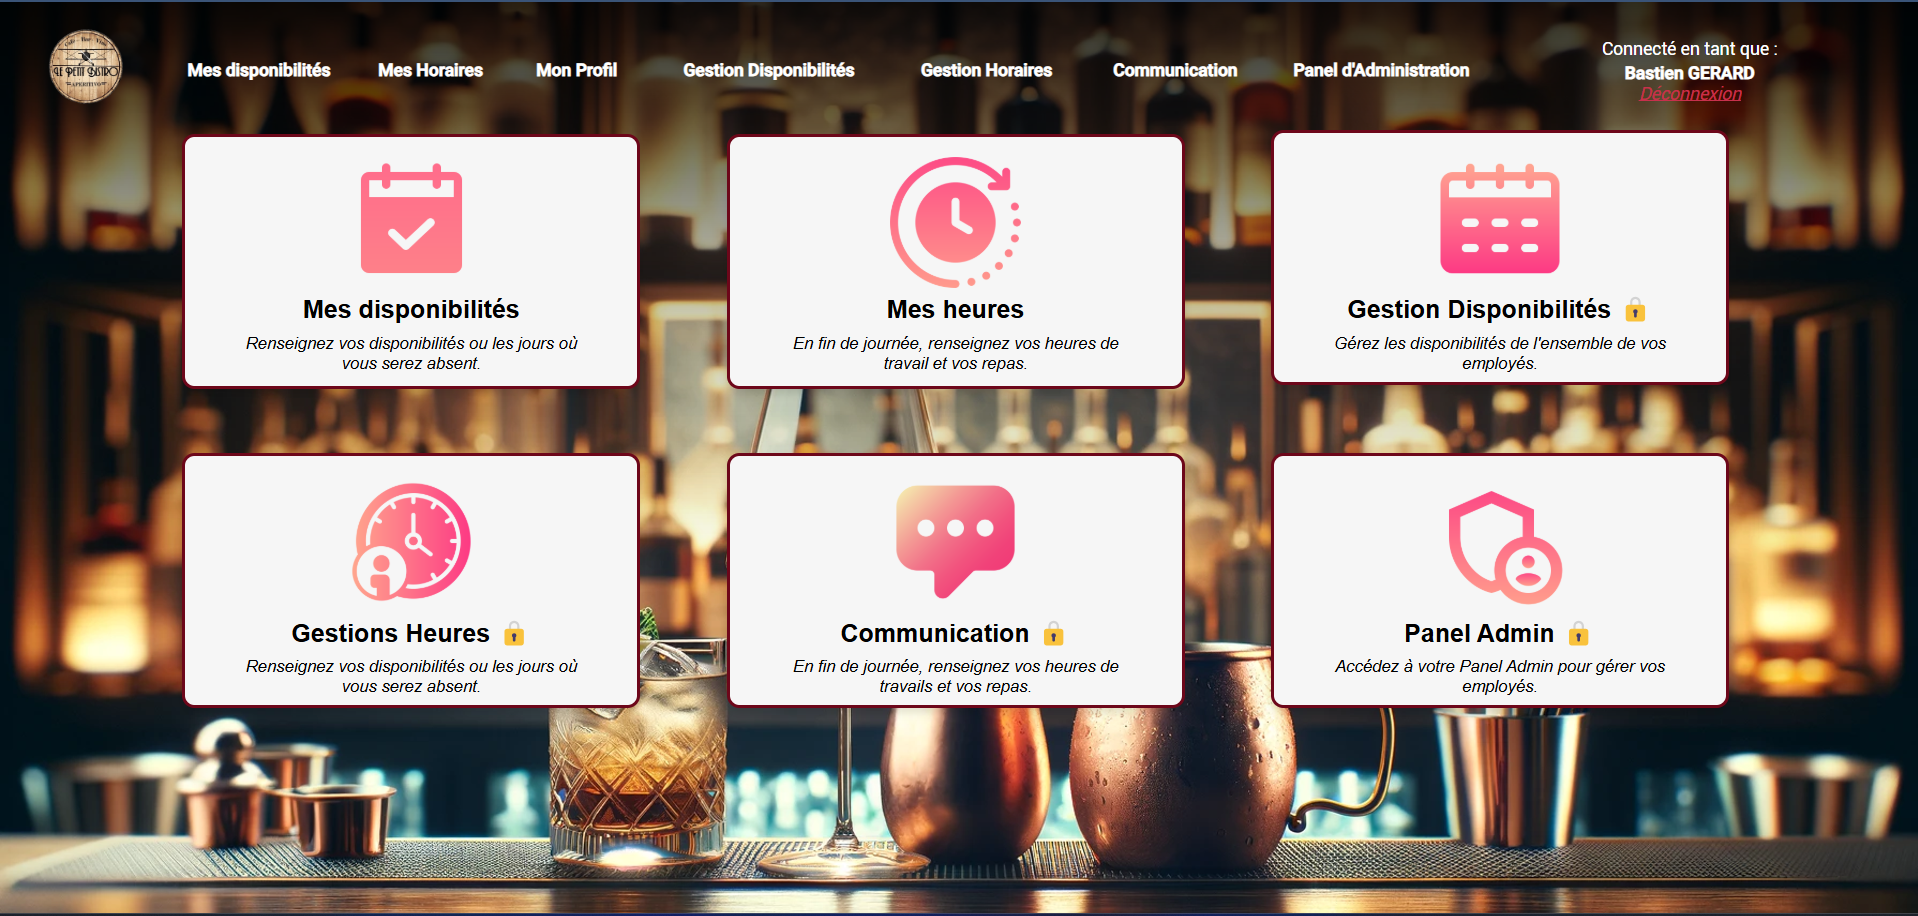 Café - Bar - Vins
LE PETIT BISTRO
APERITIVO
Mes disponibilités
Mes Horaires
Mon Profil
Gestion Disponibilités
Gestion Horaires
Communication
Panel d'Administration
Connecté en tant que :
Bastien GERARD
Déconnexion
Mes disponibilités
Renseignez vos disponibilités ou les jours où
vous serez absent.
Mes heures
En fin de journée, renseignez vos heures de
travail et vos repas.
Gestion Disponibilités
Gérez les disponibilités de l'ensemble de vos
employés.
Gestions Heures
Renseignez vos disponibilités ou les jours où
vous serez absent.
Communication
En fin de journée, renseignez vos heures de
travails et vos repas.
Panel Admin
Accédez à votre Panel Admin pour gérer vos
employés.